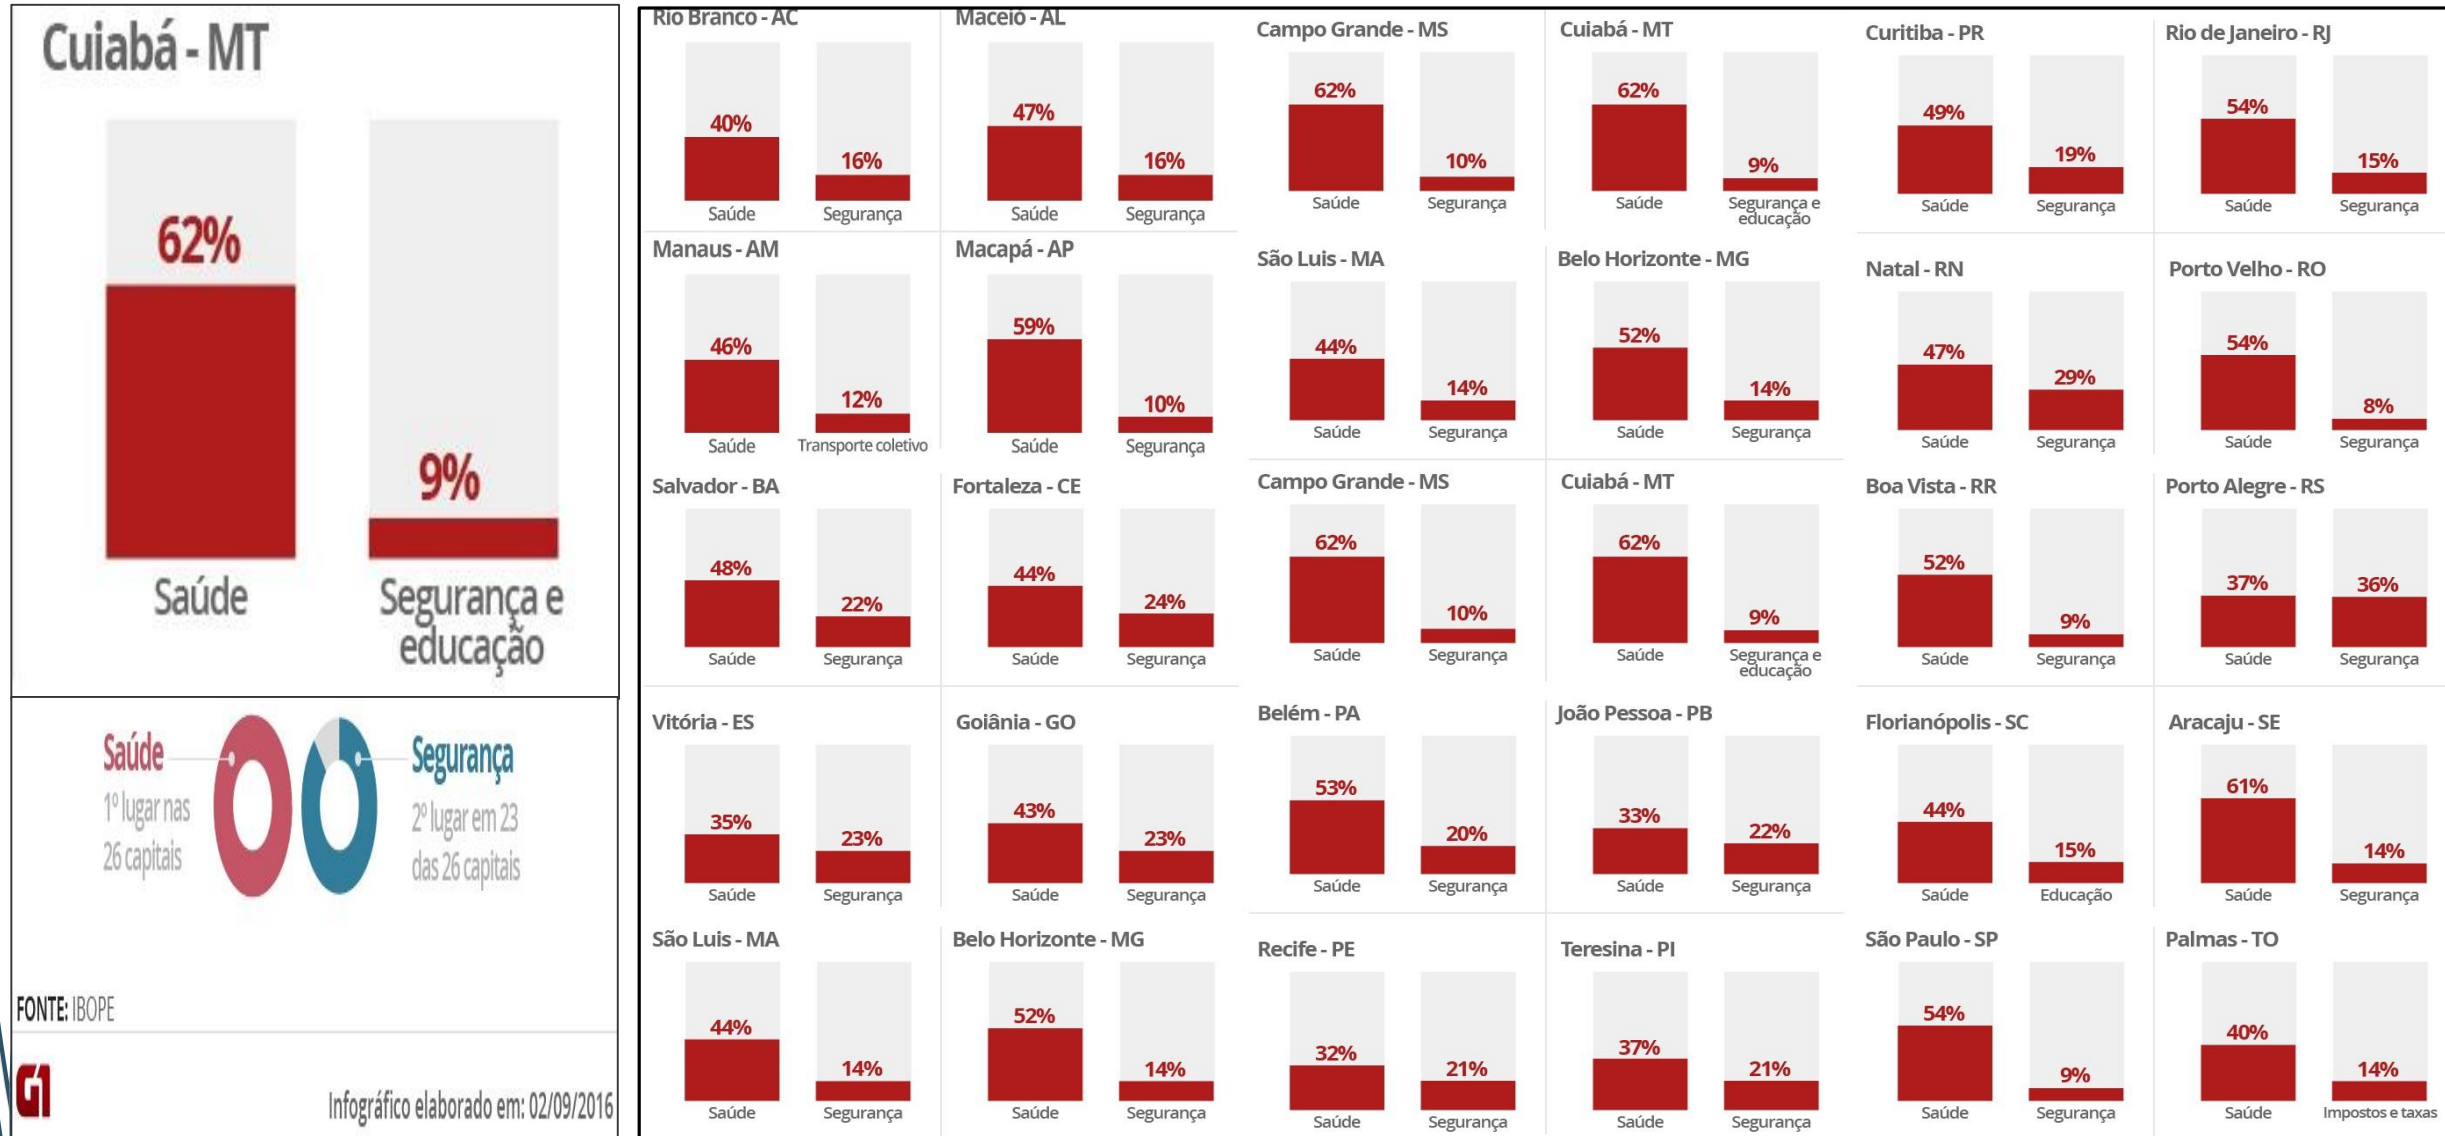 Cuiabá - MT
62%
9%
Saúde
Segurança e
educação
Saúde
1º lugar nas
26 capitais
Segurança
2º lugar em 23
das 26 capitais
FONTE: IBOPE
G1
Infográfico elaborado em: 02/09/2016
Rio Branco - AC
40%
16%
Saúde
Segurança
Maceió - AL
47%
16%
Saúde
Segurança
Manaus - AM
46%
12%
Saúde
Transporte coletivo
Macapá - AP
59%
10%
Saúde
Segurança
Salvador - BA
48%
22%
Saúde
Segurança
Fortaleza - CE
44%
24%
Saúde
Segurança
Vitória - ES
35%
23%
Saúde
Segurança
Goiânia - GO
43%
23%
Saúde
Segurança
São Luis - MA
44%
14%
Saúde
Segurança
Belo Horizonte - MG
52%
14%
Saúde
Segurança
Campo Grande - MS
62%
10%
Saúde
Segurança
Cuiabá - MT
62%
9%
Saúde
Segurança e
educação
São Luis - MA
44%
14%
Saúde
Segurança
Belo Horizonte - MG
52%
14%
Saúde
Segurança
Campo Grande - MS
62%
10%
Saúde
Segurança
Cuiabá - MT
62%
9%
Saúde
Segurança e
educação
Belém - PA
53%
20%
Saúde
Segurança
João Pessoa - PB
33%
22%
Saúde
Segurança
Recife - PE
32%
21%
Saúde
Segurança
Teresina - PI
37%
21%
Saúde
Segurança
Curitiba - PR
49%
19%
Saúde
Segurança
Rio de Janeiro - RJ
54%
15%
Saúde
Segurança
Natal - RN
47%
29%
Saúde
Segurança
Porto Velho - RO
54%
8%
Saúde
Segurança
Boa Vista - RR
52%
9%
Saúde
Segurança
Porto Alegre - RS
37%
36%
Saúde
Segurança
Florianópolis - SC
44%
15%
Saúde
Educação
Aracaju - SE
61%
14%
Saúde
Segurança
São Paulo - SP
54%
9%
Saúde
Segurança
Palmas - TO
40%
14%
Saúde
Impostos e taxas